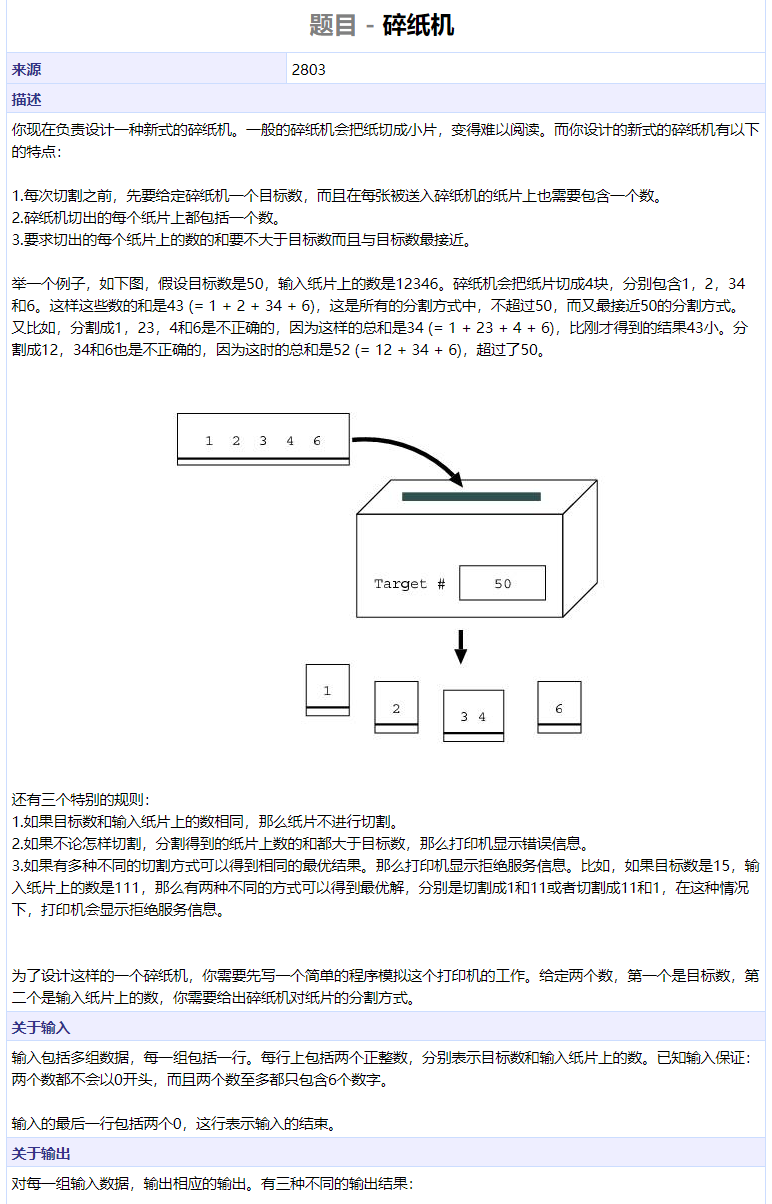 题目 - 碎纸机
来源 2803
描述
你现在负责设计一种新式的碎纸机。一般的碎纸机会把纸切成小片，变得难以阅读。而你设计的新式的碎纸机有以下
的特点：
1.每次切割之前，先要给定碎纸机一个目标数，而且在每张被送入碎纸机的纸片上也需要包含一个数。
2.碎纸机切出的每个纸片上都包括一个数。
3.要求切出的每个纸片上的数的和要不大于目标数而且与目标数最接近。
举一个例子，如下图，假设目标数是50，输入纸片上的数是12346。碎纸机会把纸片切成4块，分别包含1，2，34
和6。这样这些数的和是43 (= 1 + 2 + 34 + 6)，这是所有的分割方式中，不超过50，而又最接近50的分割方式。
又比如，分割成1，23，4和6是不正确的，因为这样的总和是34 (= 1 + 23 + 4 + 6)，比刚才得到的结果43小。分
割成12，34和6也是不正确的，因为这时的总和是52 (= 12 + 34 + 6)，超过了50。
1 2 3 4 6
Target # 50
1
2
3 4
6
还有三个特别的规则：
1.如果目标数和输入纸片上的数相同，那么纸片不进行切割。
2.如果不论怎样切割，分割得到的纸片上数的和都大于目标数，那么打印机显示错误信息。
3.如果有多种不同的切割方式可以得到相同的最优结果。那么打印机显示拒绝服务信息。比如，如果目标数是15，输
入纸片上的数是111，那么有两种不同的方式可以得到最优解，分别是切割成1和11或者切割成11和1，在这种情况
下，打印机会显示拒绝服务信息。
为了设计这样的一个碎纸机，你需要先写一个简单的程序模拟这个打印机的工作。给定两个数，第一个是目标数，第
二个是输入纸片上的数，你需要给出碎纸机对纸片的分割方式。
关于输入
输入包括多组数据，每一组包括一行。每行上包括两个正整数，分别表示目标数和输入纸片上的数。已知输入保证：
两个数都不会以0开头，而且两个数至多都只包含6个数字。
输入的最后一行包括两个0，这行表示输入的结束。
关于输出
对每一组输入数据，输出相应的输出。有三种不同的输出结果：